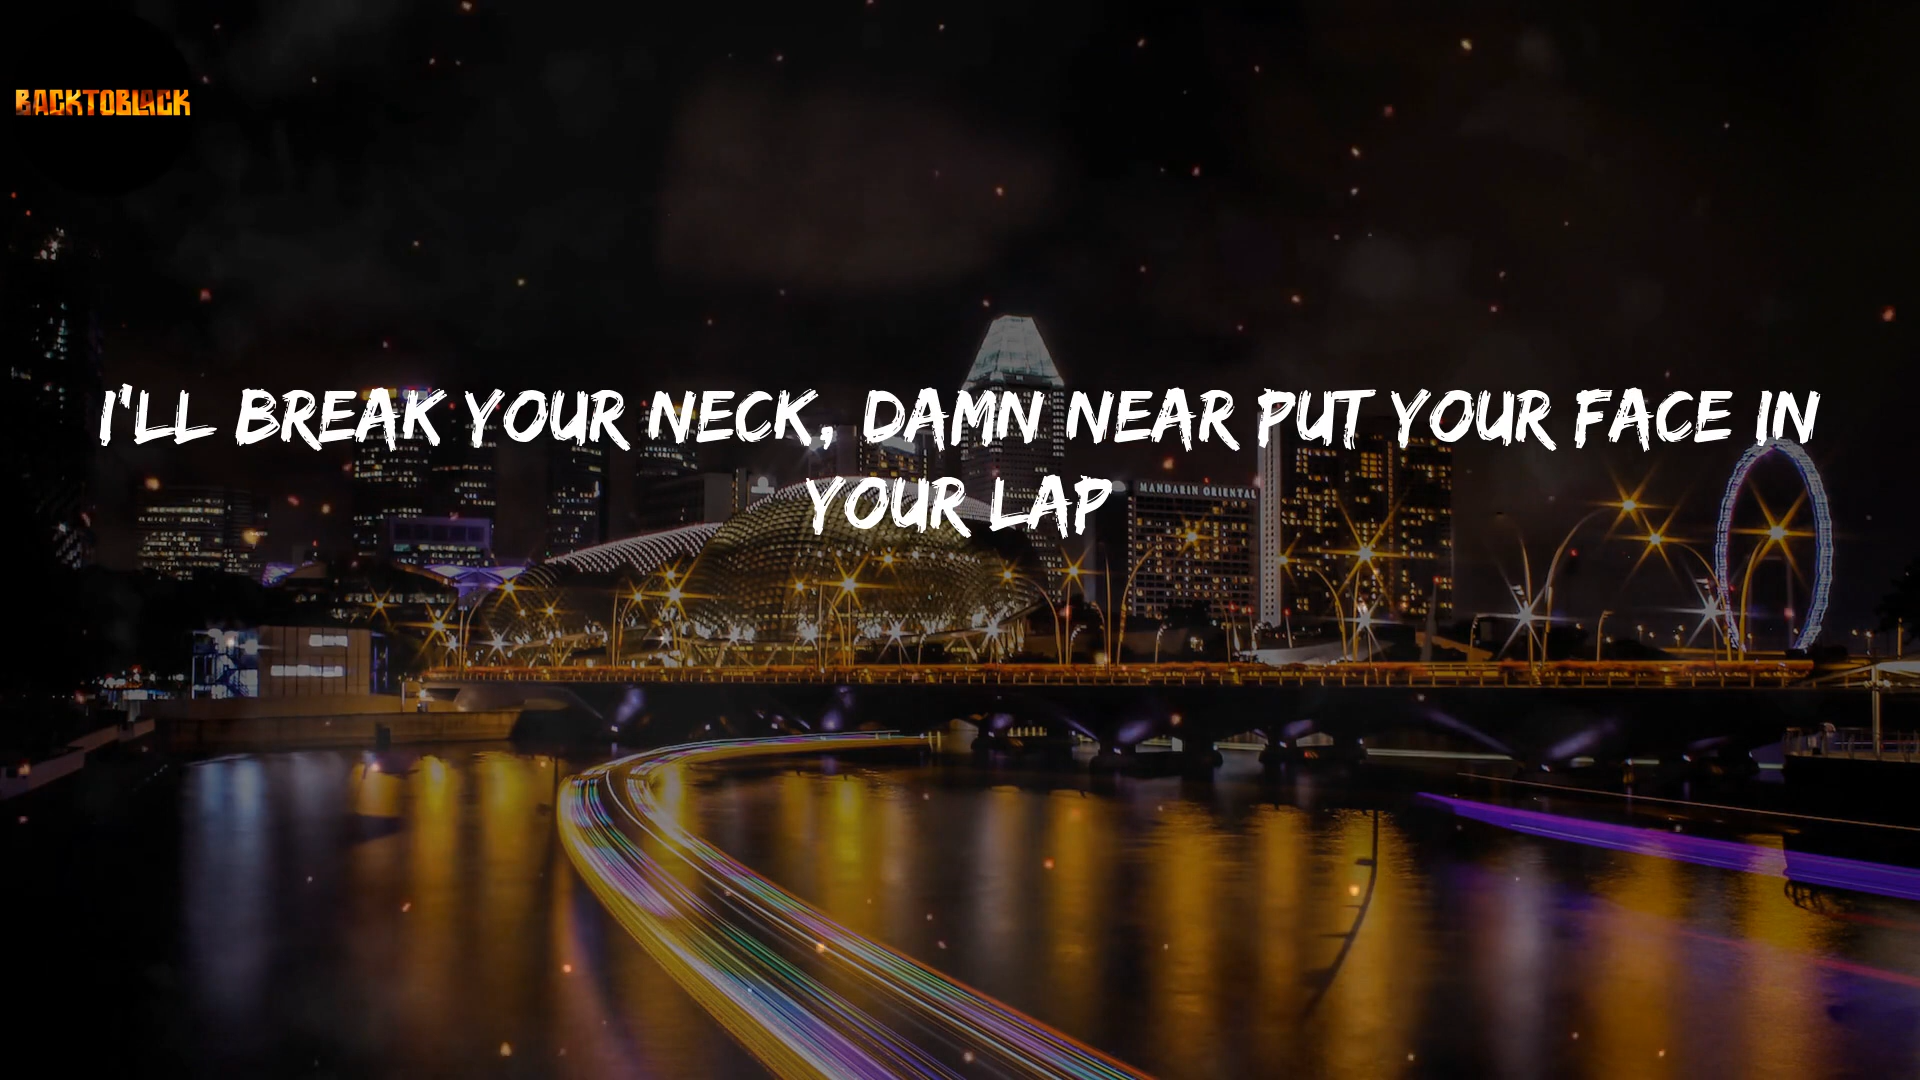 BACKTOBLACK
I'LL BREAK YOUR NECK, DAMN NEAR PUT YOUR FACE IN
YOUR LAP
MANDARIN ORIENTAL